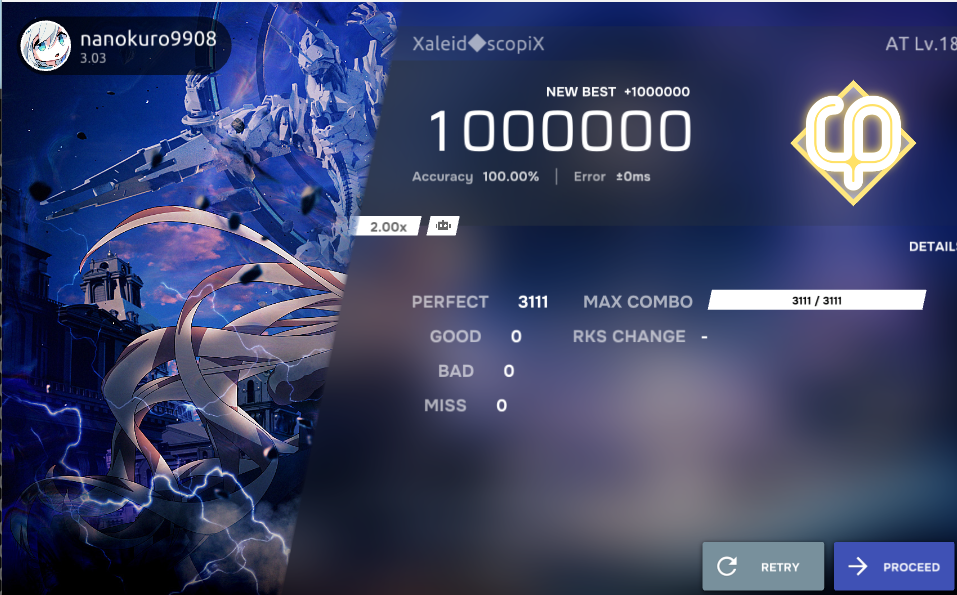 nanokuro9908
3.03
Xaleid◆scopiX
AT Lv.18
NEW BEST +1000000
1000000
Accuracy 100.00% | Error ±0ms
2.00x
DETAILS
PERFECT 3111 MAX COMBO 3111 / 3111
GOOD 0 RKS CHANGE -
BAD 0
MISS 0
RETRY
PROCEED